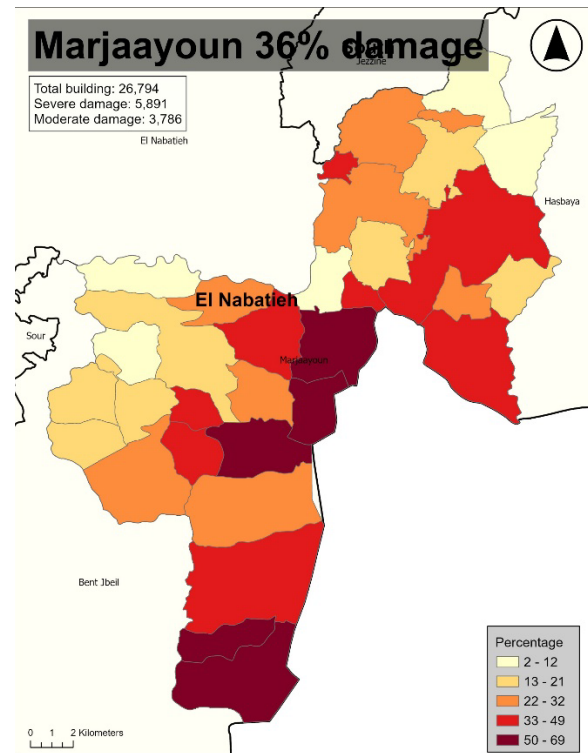 Marjaayoun 36% damage
South
Jezzine
Total building: 26,794
Severe damage: 5,891
Moderate damage: 3,786
El Nabatieh
Hasbaya
El Nabatieh
Sour
Marjaayoun
Bent Jbeil
Percentage
2 - 12
13 - 21
22 - 32
33 - 49
50 - 69
0 1 2 Kilometers